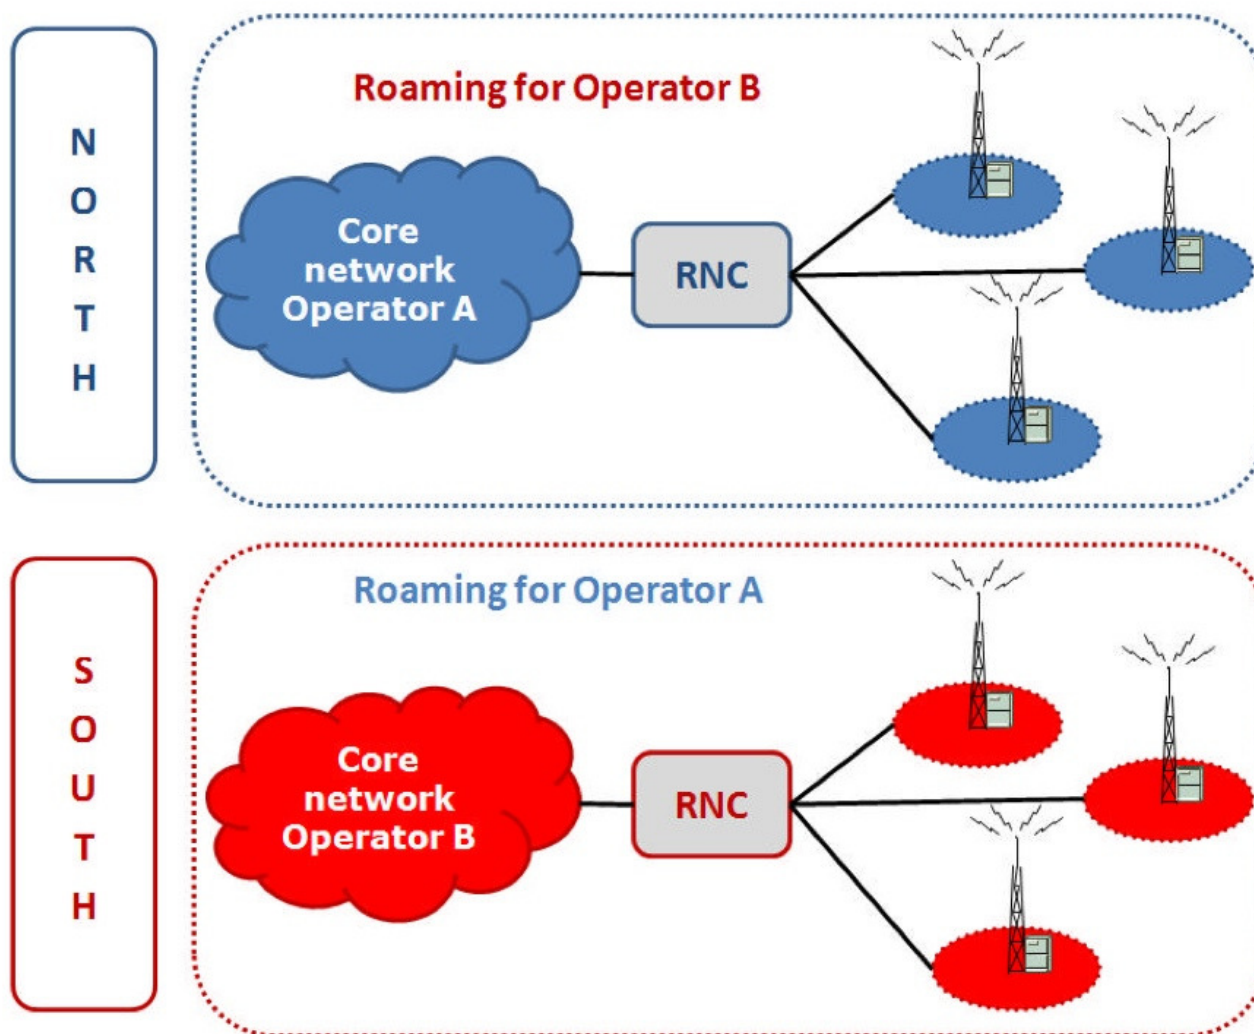 N
O
R
T
H
Roaming for Operator B
Core
network
Operator A
RNC
S
O
U
T
H
Roaming for Operator A
Core
network
Operator B
RNC